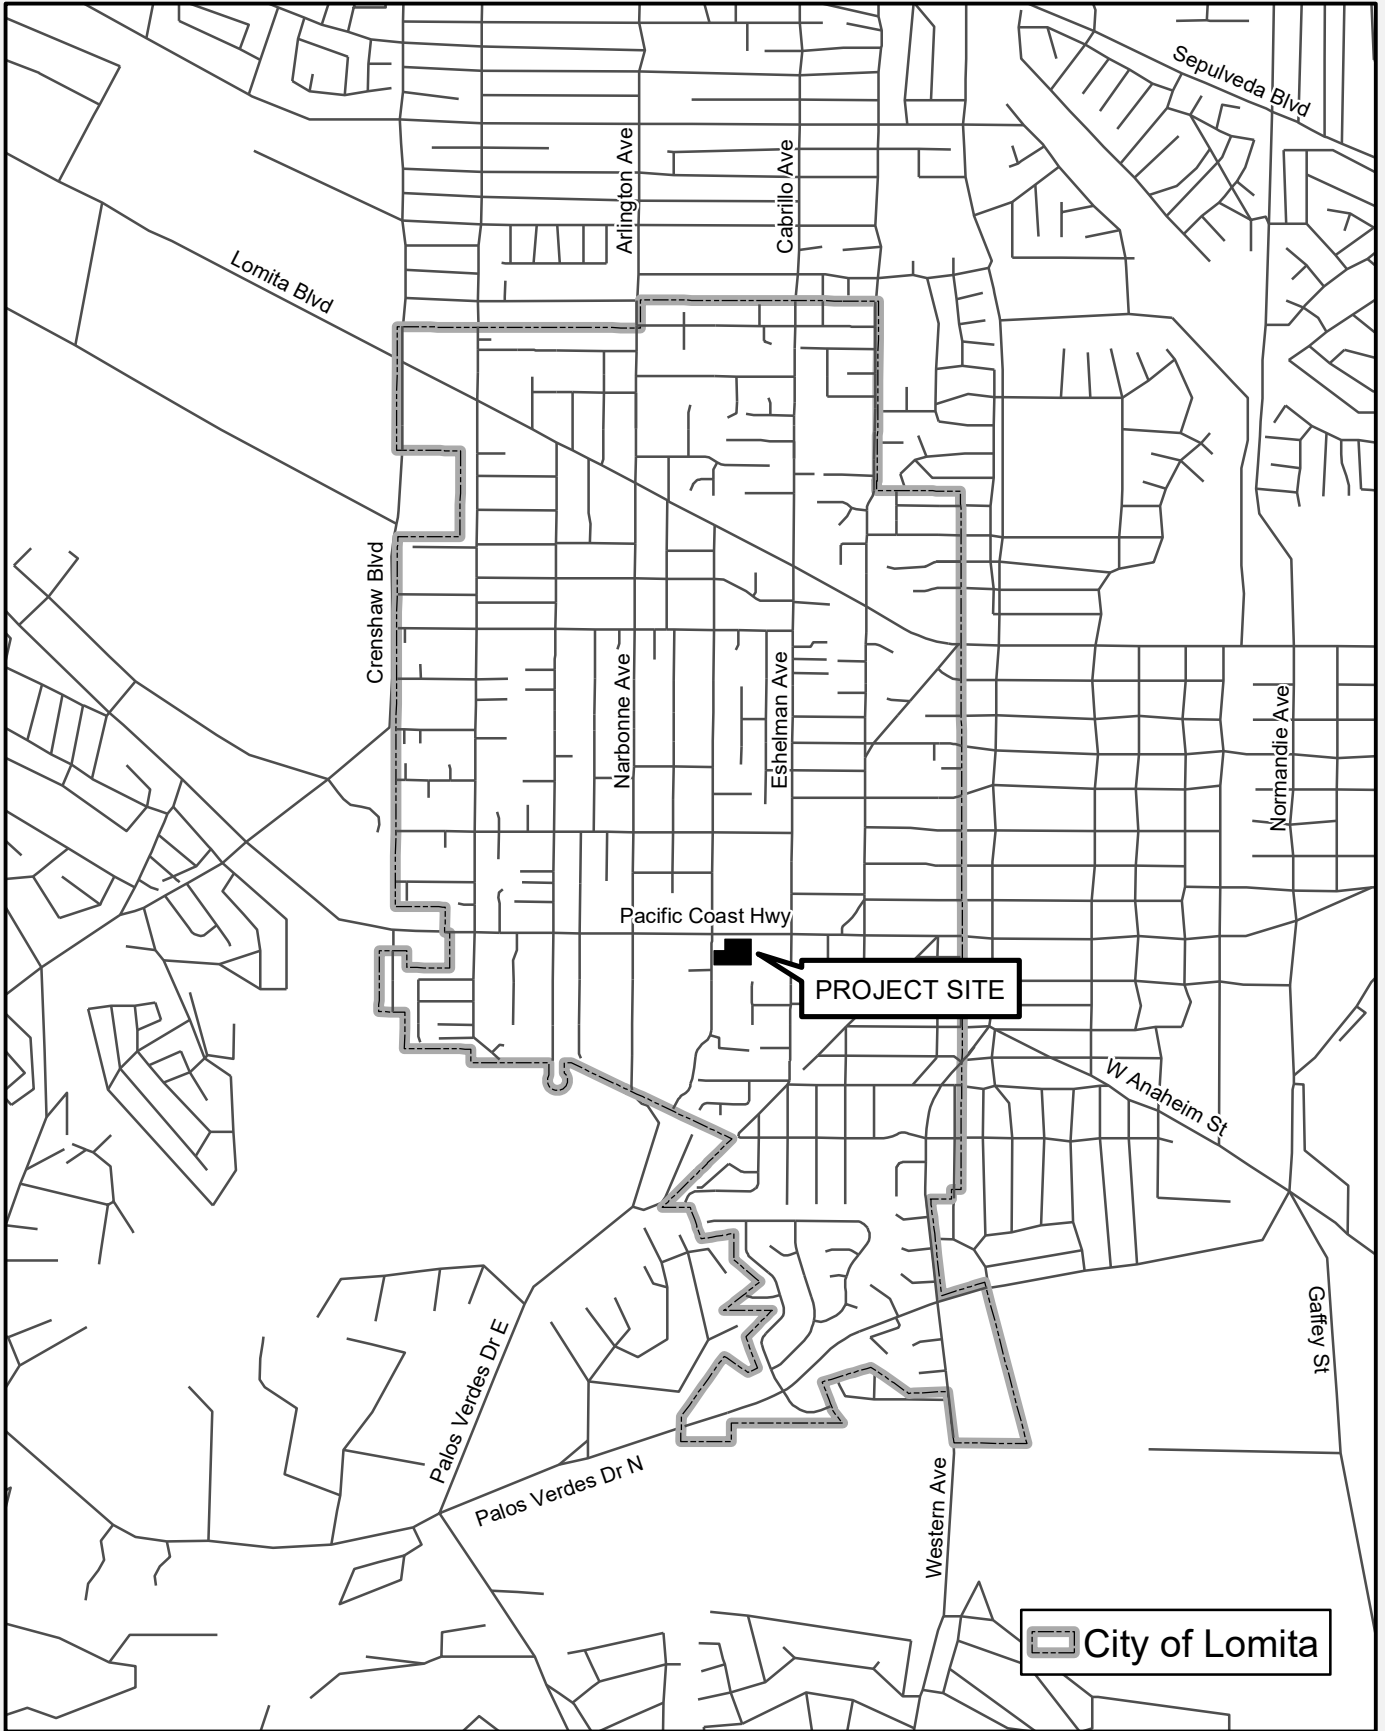 Sepulveda Blvd
Arlington Ave
Cabrillo Ave
Lomita Blvd
Crenshaw Blvd
Narbonne Ave
Eshelman Ave
Normandie Ave
Pacific Coast Hwy
PROJECT SITE
W Anaheim St
Gaffey St
Palos Verdes Dr E
Palos Verdes Dr N
Western Ave
City of Lomita